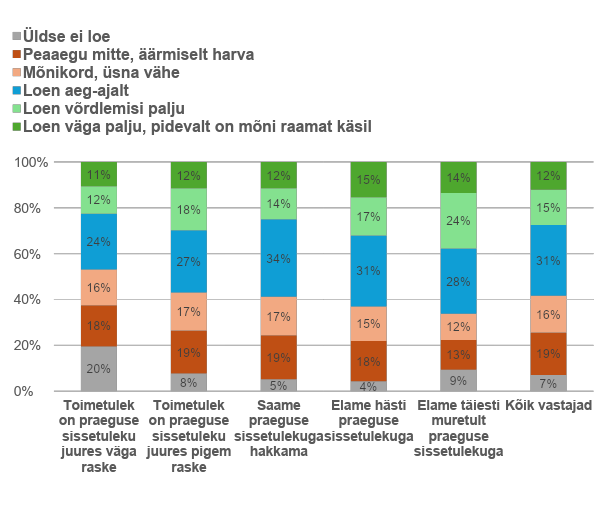 Üldse ei loe
Peaaegu mitte, äärmiselt harva
Mõnikord, üsna vähe
Loen aeg-ajalt
Loen võrdlemisi palju
Loen väga palju, pidevalt on mõni raamat käsil
100%
80%
60%
40%
20%
0%
11%
12%
24%
16%
18%
20%
12%
18%
27%
17%
19%
8%
12%
14%
34%
17%
19%
5%
15%
17%
31%
15%
18%
4%
14%
24%
28%
12%
13%
9%
12%
15%
31%
16%
19%
7%
Toimetulek
on praeguse
sissetuleku
juures väga
raske
Toimetulek
on praeguse
sissetuleku
juures pigem
raske
Saame
praeguse
sissetulekuga
hakkama
Elame hästi
praeguse
sissetulekuga
Elame täiesti
muretult
praeguse
sissetulekuga
Kõik vastajad